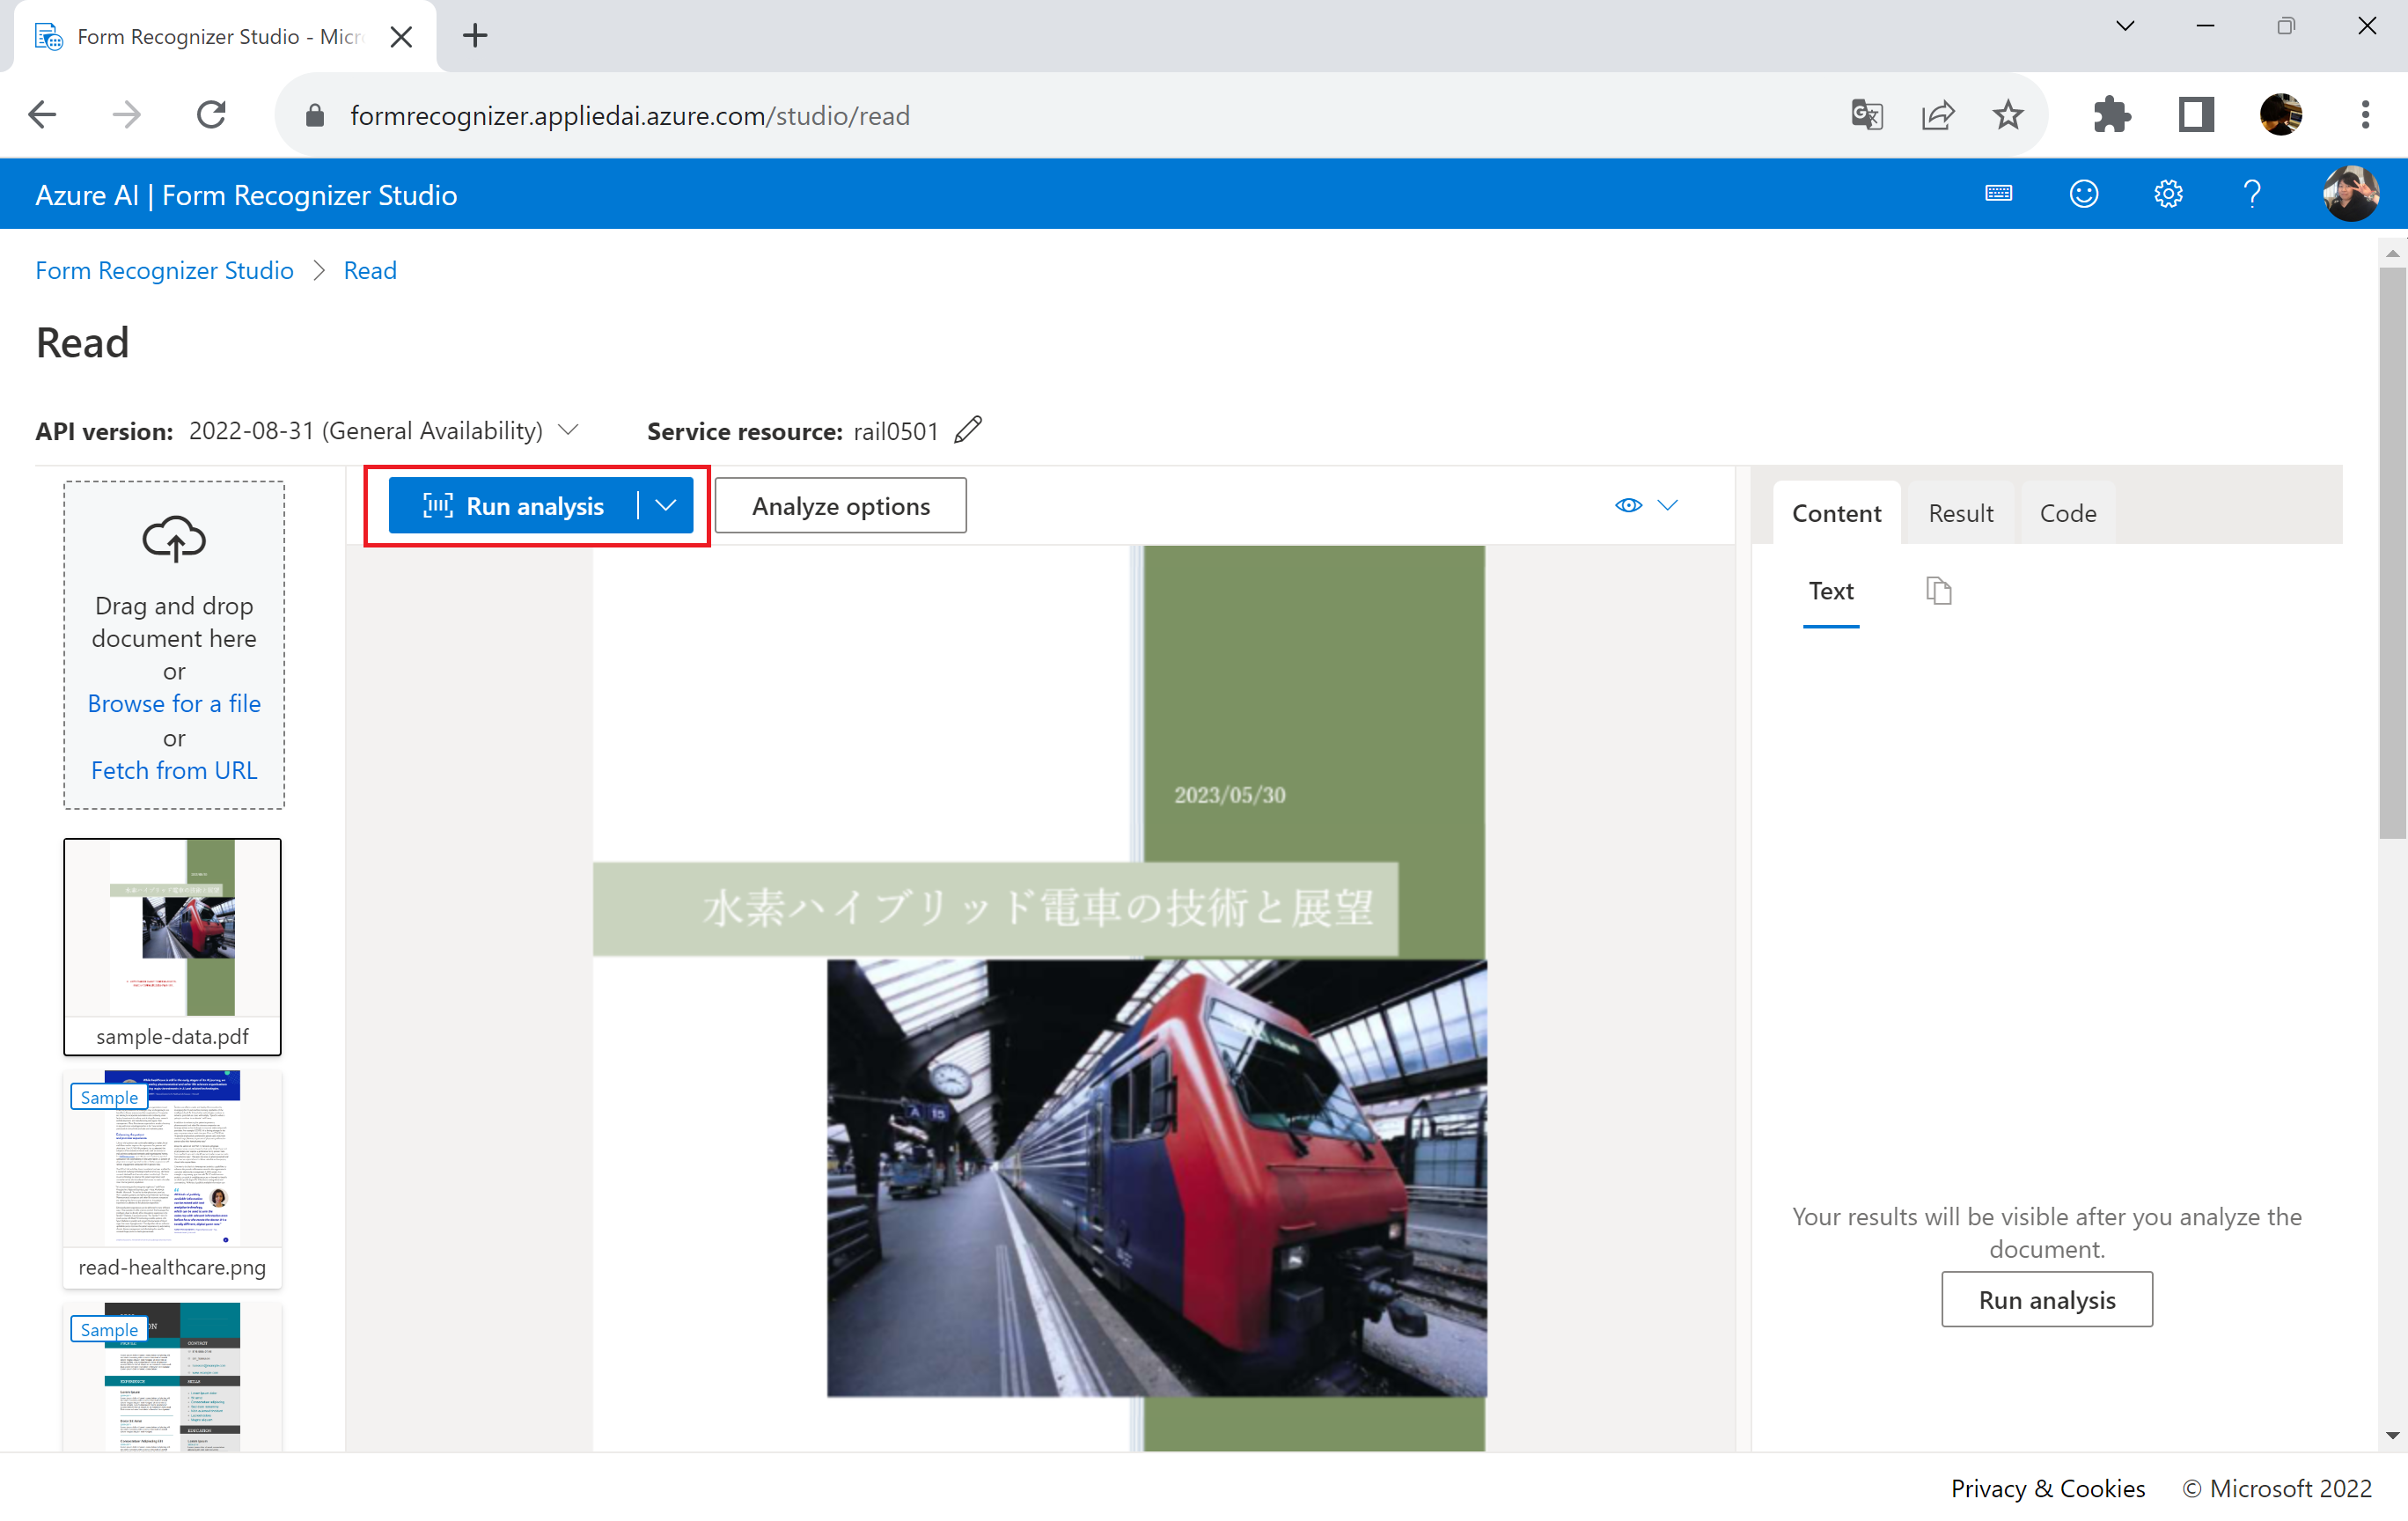 Form Recognizer Studio - Micr
formrecognizer.appliedai.azure.com/studio/read
Azure AI | Form Recognizer Studio
Form Recognizer Studio > Read
Read
API version: 2022-08-31 (General Availability)
Service resource: rail0501
Drag and drop
document here
or
Browse for a file
or
Fetch from URL
sample-data.pdf
Sample
read-healthcare.png
Sample
Run analysis
Analyze options
2023/05/30
水素ハイブリッド電車の技術と展望
A 15
Content
Result
Code
Text
Your results will be visible after you analyze the
document.
Run analysis
Privacy & Cookies
© Microsoft 2022